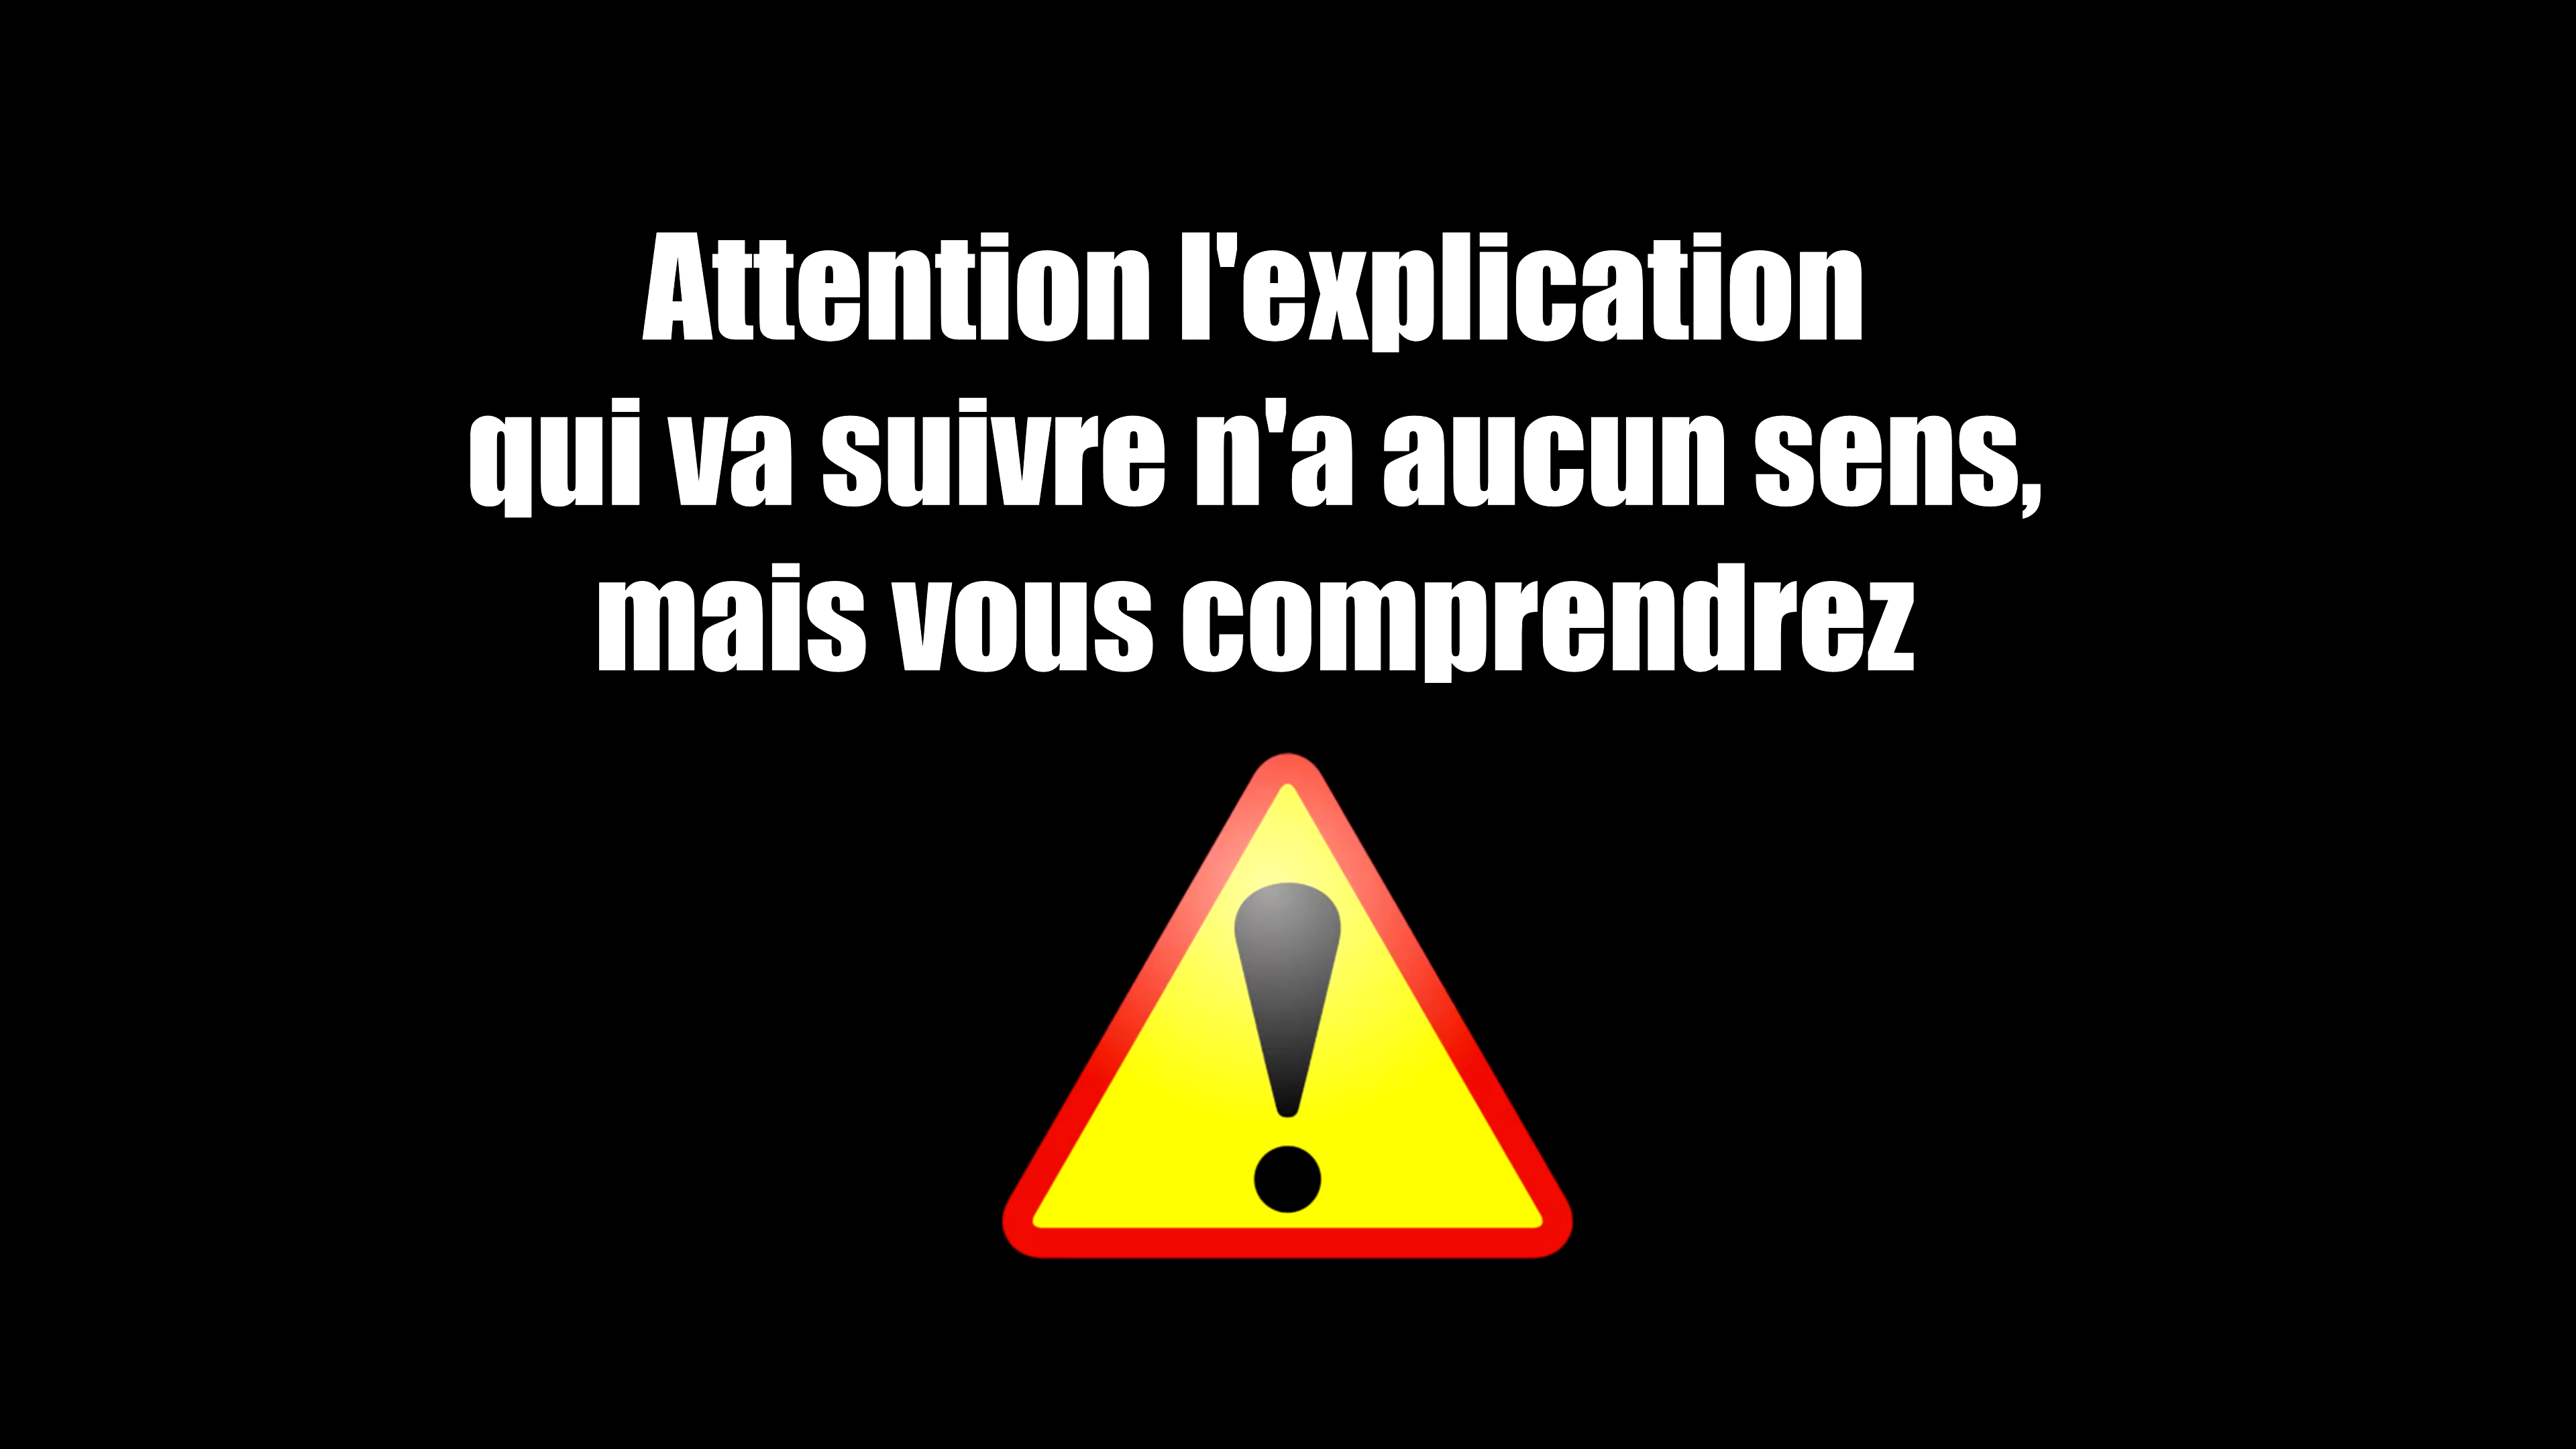 Attention l'explication
qui va suivre n'a aucun sens,
mais vous comprendrez